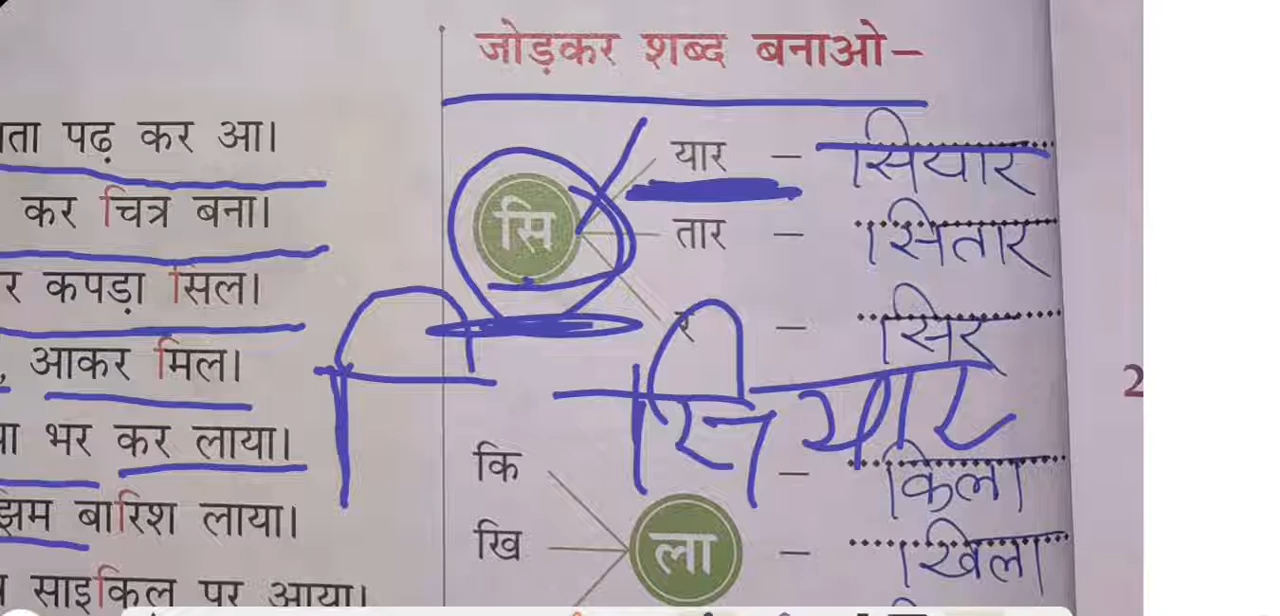 ता पढ़ कर आ।
कर चित्र बना।
र कपड़ा सिल।
, आकर मिल।
भर कर लाया।
झम बारिश लाया।
साइकिल पर आया।
जोड़कर शब्द बनाओ–
सि
यार – सियार
तार – सितार
र – सिर
सियार
कि – किला
खि – खिला
ला
2